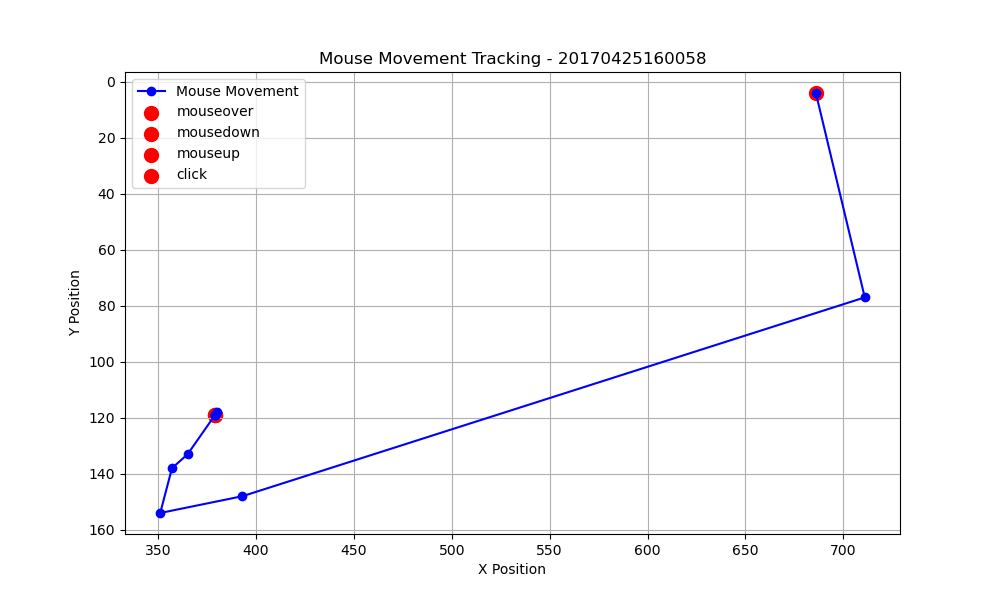 Mouse Movement Tracking - 20170425160058
Mouse Movement
mouseover
mousedown
mouseup
click
0
20
40
60
80
100
120
140
160
Y Position
350 400 450 500 550 600 650 700
X Position